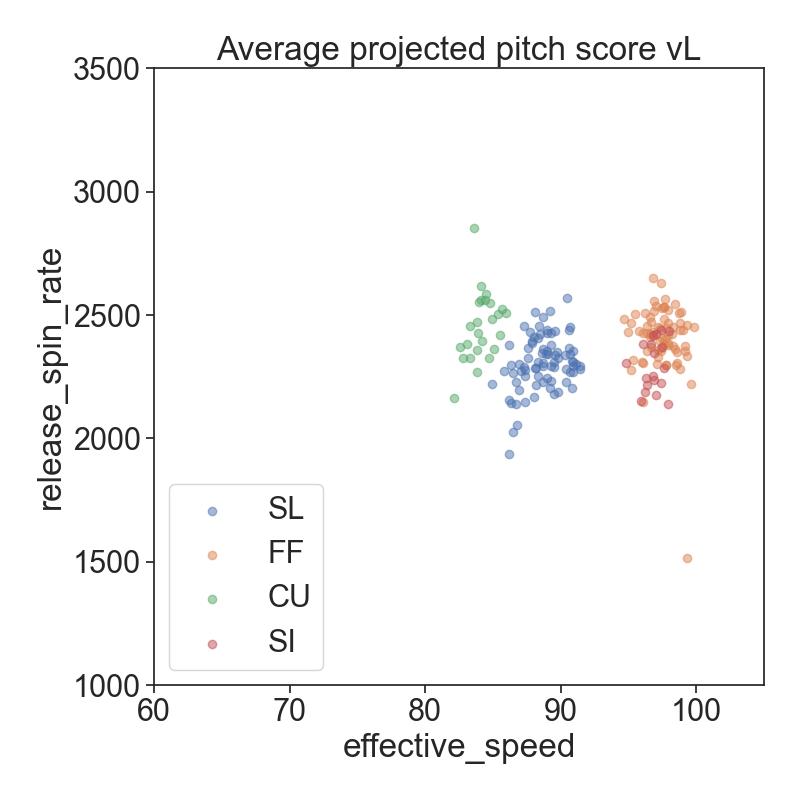 Average projected pitch score vL
3500
3000
2500
2000
1500
1000
release_spin_rate
SL
FF
CU
SI
60
70
80
90
100
effective_speed